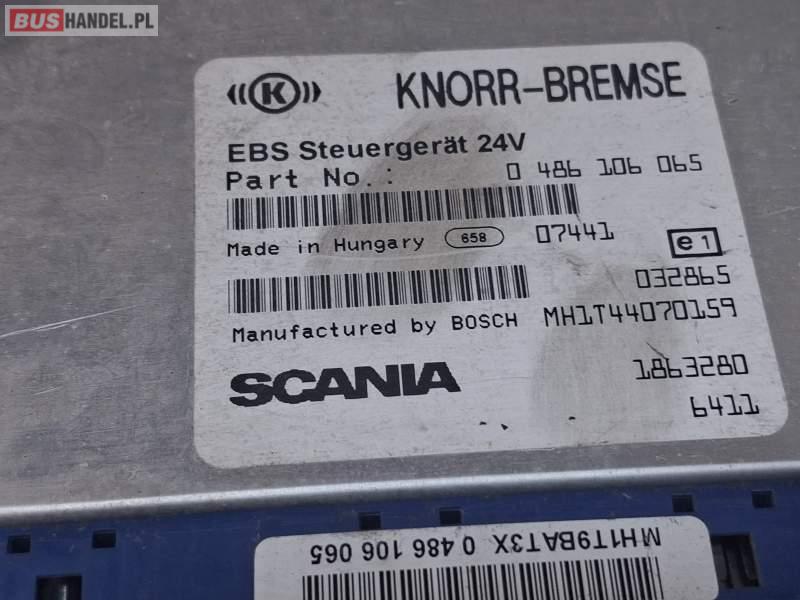 BUSHANDEL.PL
K KNORR-BREMSE
EBS Steuergerät 24V
Part No.: 0 486 106 065
Made in Hungary 658 07441 e1
032865
Manufactured by BOSCH MH1T44070159
SCANIA 1863280
6411
MH1T9BAT3X 0 486 106 065